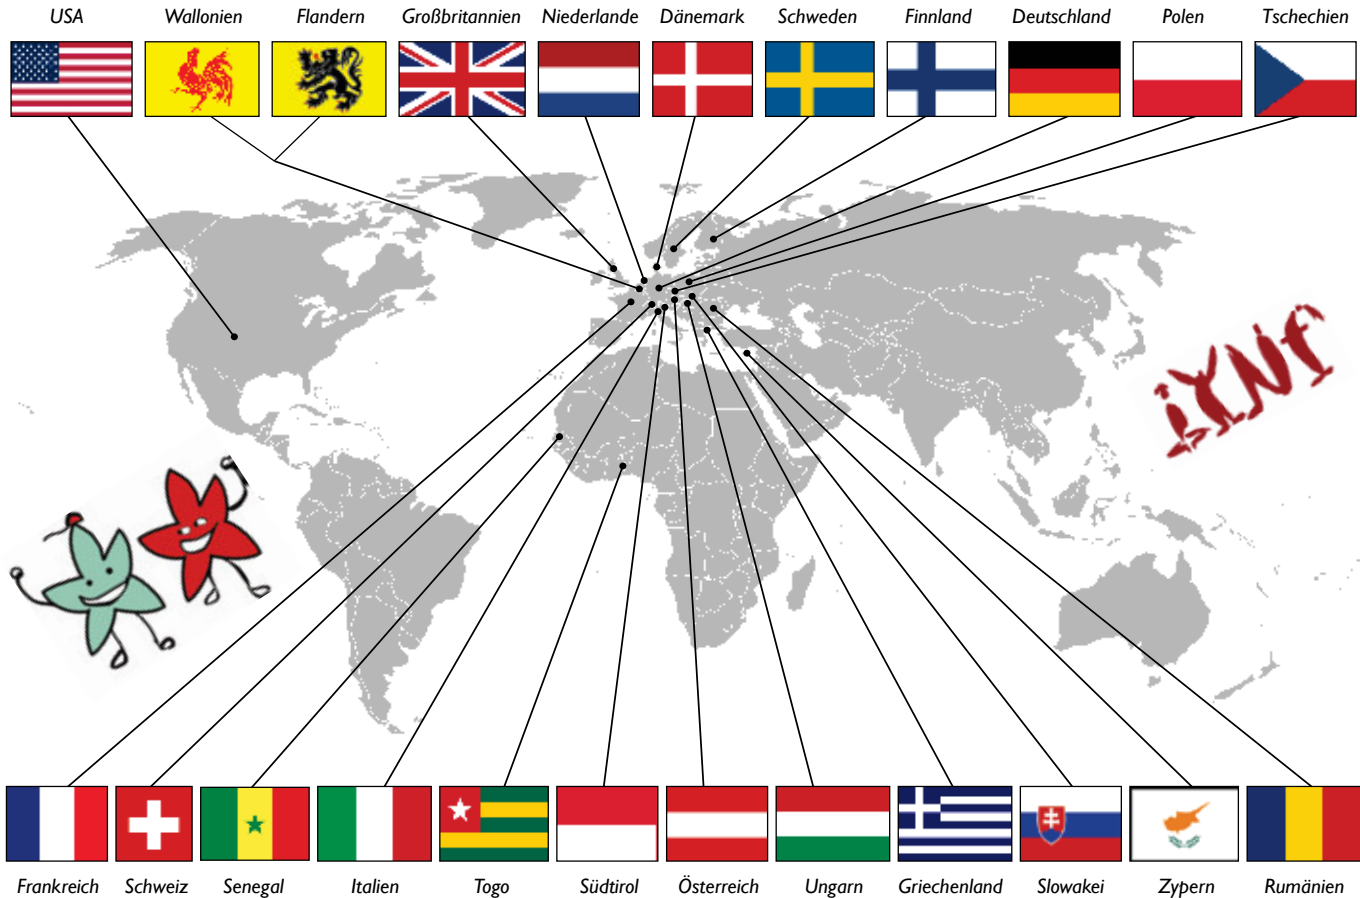 USA Wallonien Flandern Großbritannien Niederlande Dänemark Schweden Finnland Deutschland Polen Tschechien
iYNf
Frankreich Schweiz Senegal Italien Togo Südtirol Österreich Ungarn Griechenland Slowakei Zypern Rumänien